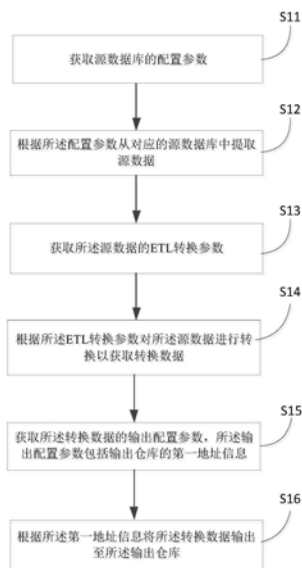 S11
获取源数据库的配置参数
S12
根据所述配置参数从对应的源数据库中提取
源数据
S13
获取所述源数据的ETL转换参数
S14
根据所述ETL转换参数对所述源数据进行转
换以获取转换数据
S15
获取所述转换数据的输出配置参数，所述输
出配置参数包括输出仓库的第一地址信息
S16
根据所述第一地址信息将所述转换数据输出
至所述输出仓库